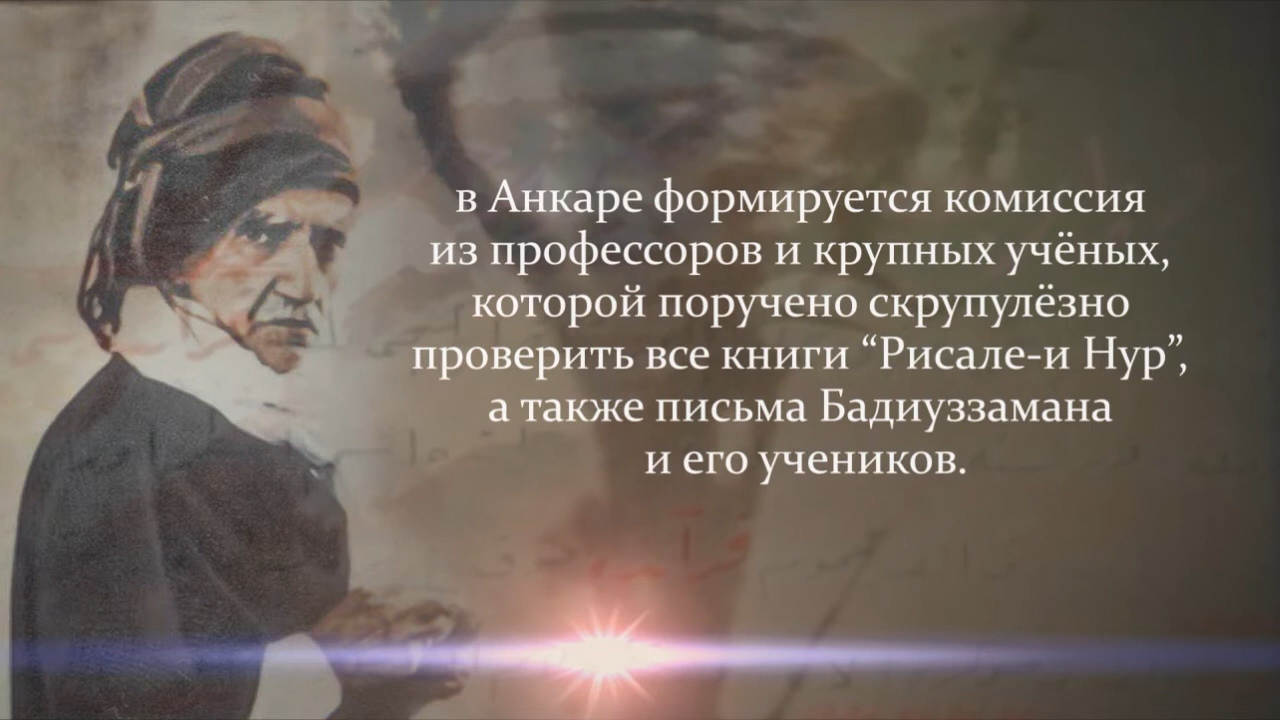 в Анкаре формируется комиссия
из профессоров и крупных учёных,
которой поручено скрупулёзно
проверить все книги “Рисале-и Нур”,
а также письма Бадиуззамана
и его учеников.